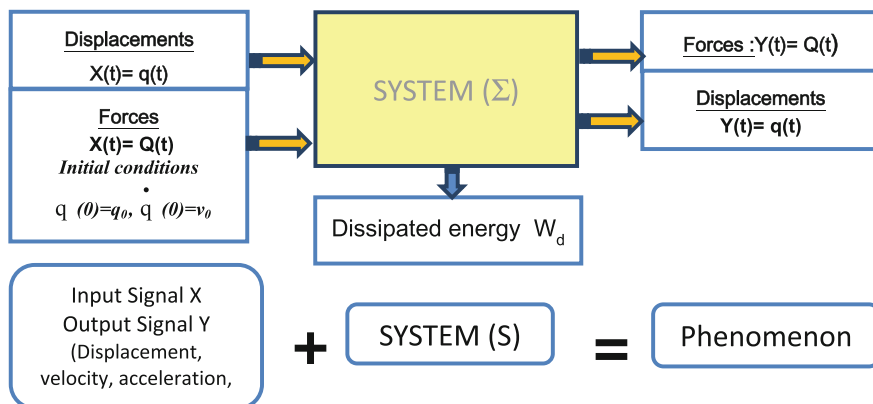 Displacements
X(t)= q(t)
Forces
X(t)= Q(t)
Initial conditions
q̇ (0)=q₀, q (0)=v₀
SYSTEM (Σ)
Forces :Y(t)= Q(t)
Displacements
Y(t)= q(t)
Dissipated energy W_d
Input Signal X
Output Signal Y
(Displacement,
velocity, acceleration,
+
SYSTEM (S)
=
Phenomenon